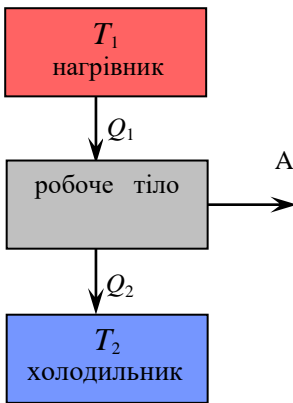 T₁
нагрівник
Q₁
A
робоче тіло
Q₂
T₂
холодильник